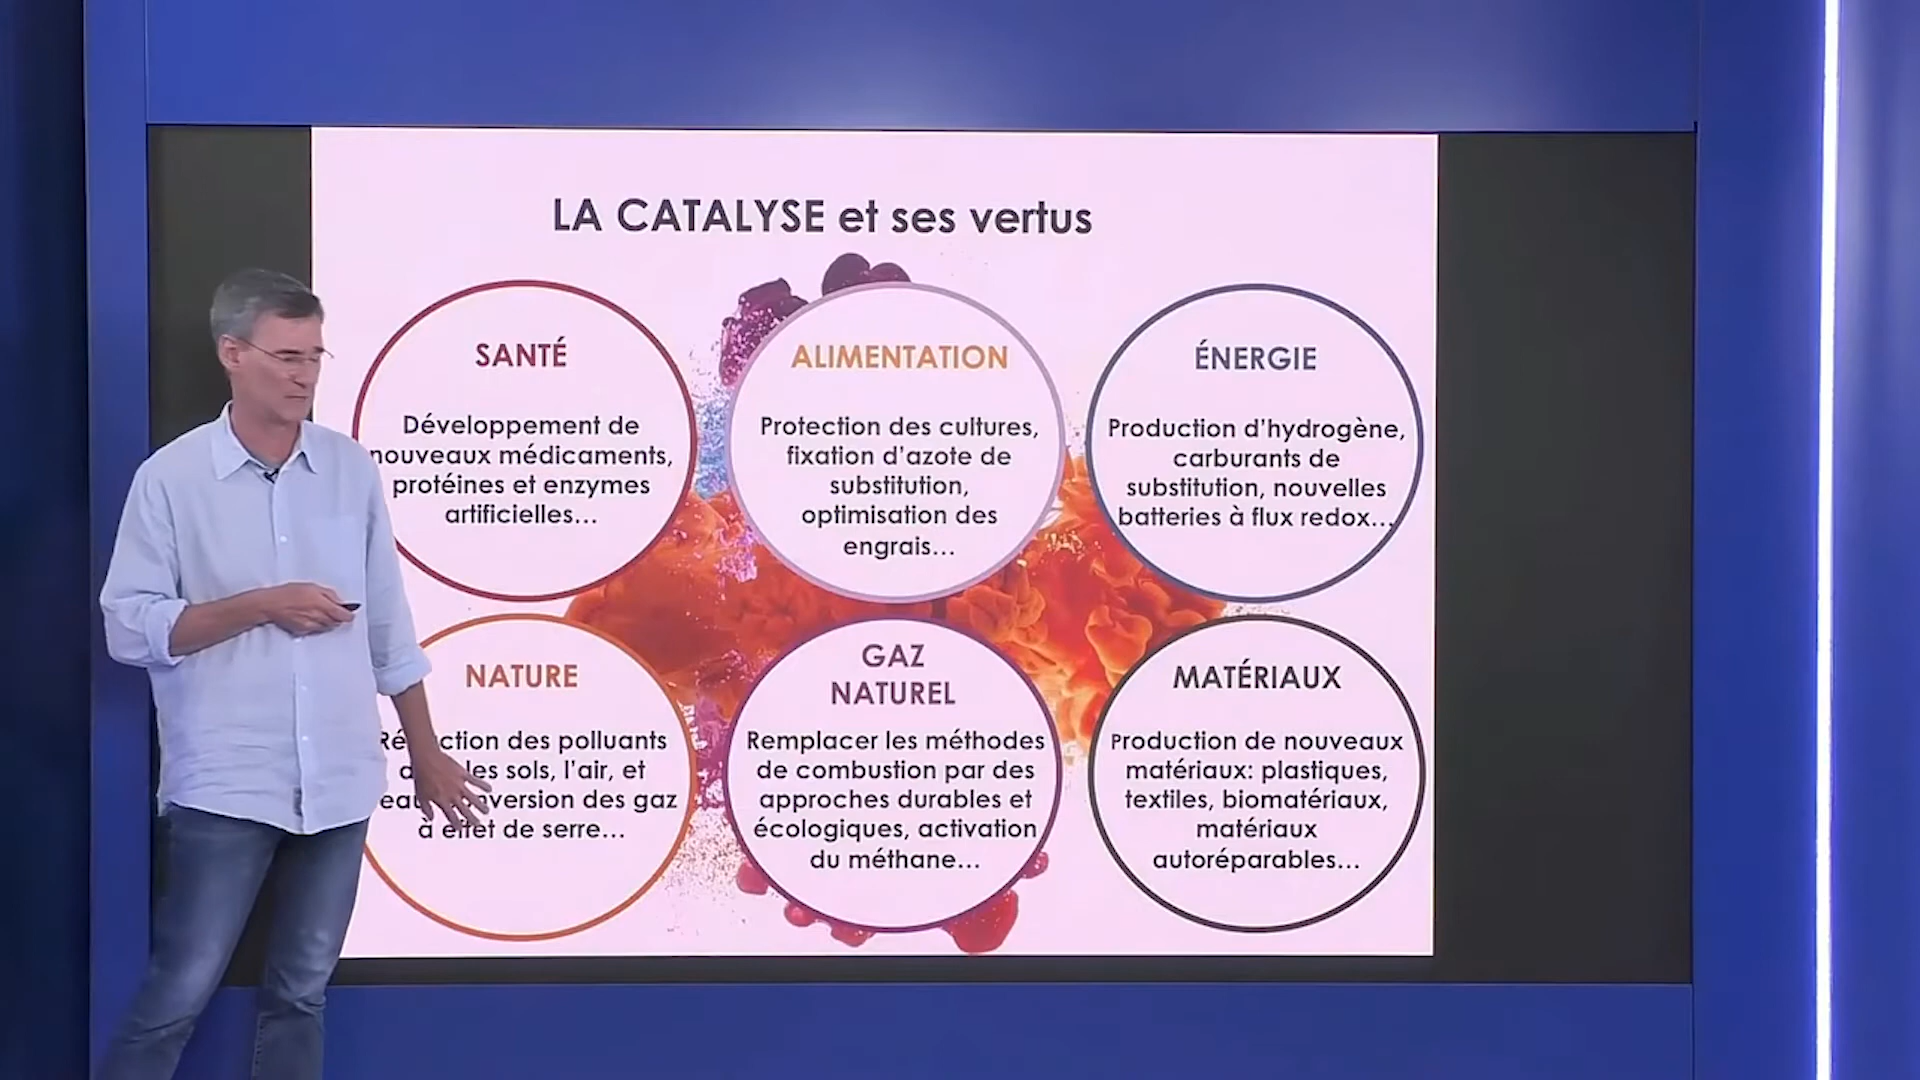 LA CATALYSE et ses vertus
SANTÉ
Développement de
nouveaux médicaments,
protéines et enzymes
artificielles...
ALIMENTATION
Protection des cultures,
fixation d'azote de
substitution,
optimisation des
engrais...
ÉNERGIE
Production d'hydrogène,
carburants de
substitution, nouvelles
batteries à flux redox...
NATURE
des polluants
les sols, l'air, et
des gaz
à effet de serre...
GAZ
NATUREL
Remplacer les méthodes
de combustion par des
approches durables et
écologiques, activation
du méthane...
MATÉRIAUX
Production de nouveaux
matériaux: plastiques,
textiles, biomatériaux,
matériaux
autoréparables...